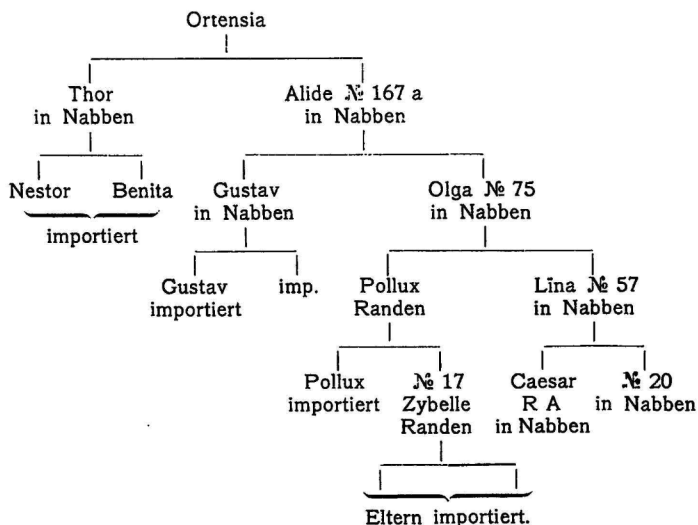 Ortensia
Thor
in Nabben
Alide № 167 a
in Nabben
Nestor Benita
importiert
Gustav
in Nabben
Olga № 75
in Nabben
Gustav
importiert
imp.
Pollux
Randen
Lina № 57
in Nabben
Pollux
importiert
№ 17
Zybelle
Randen
Caesar
R A
in Nabben
№ 20
in Nabben
Eltern importiert.